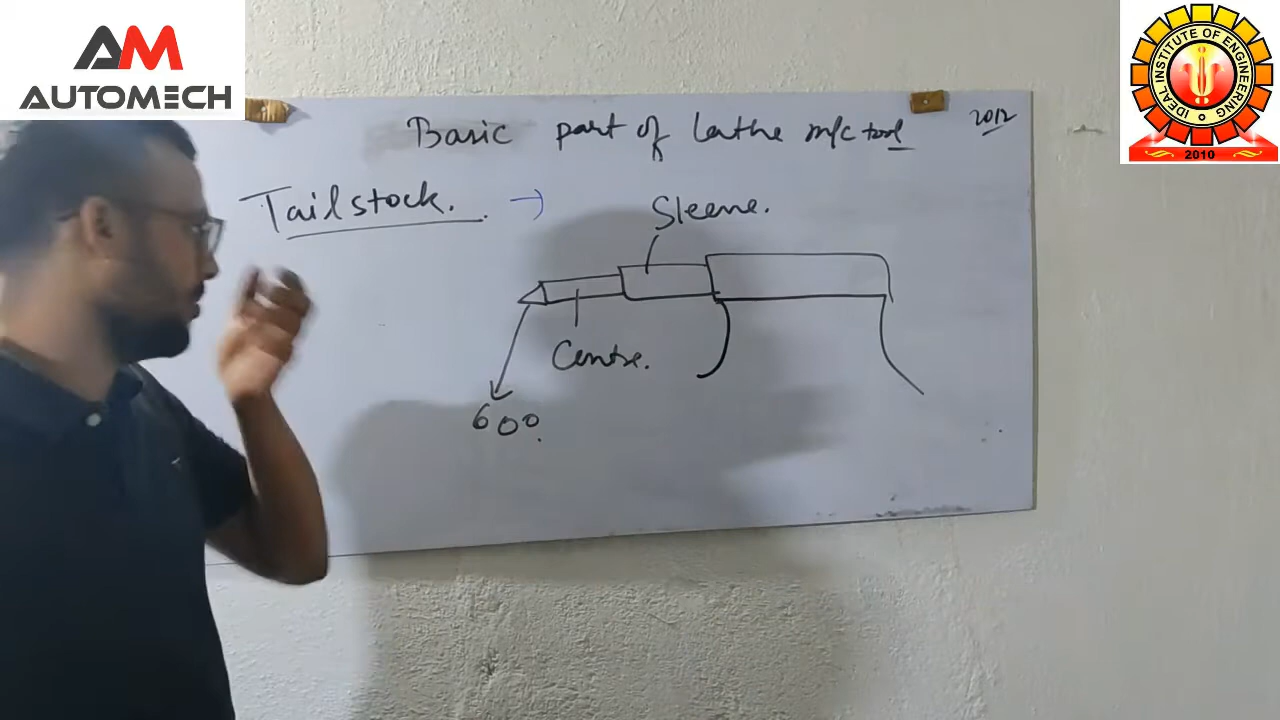 AM
AUTOMECH
IDEAL INSTITUTE OF ENGINEERING
2010
Basic part of Lathe m/c tool
2012
Tailstock. →
Sleeve.
Centre.
60°.